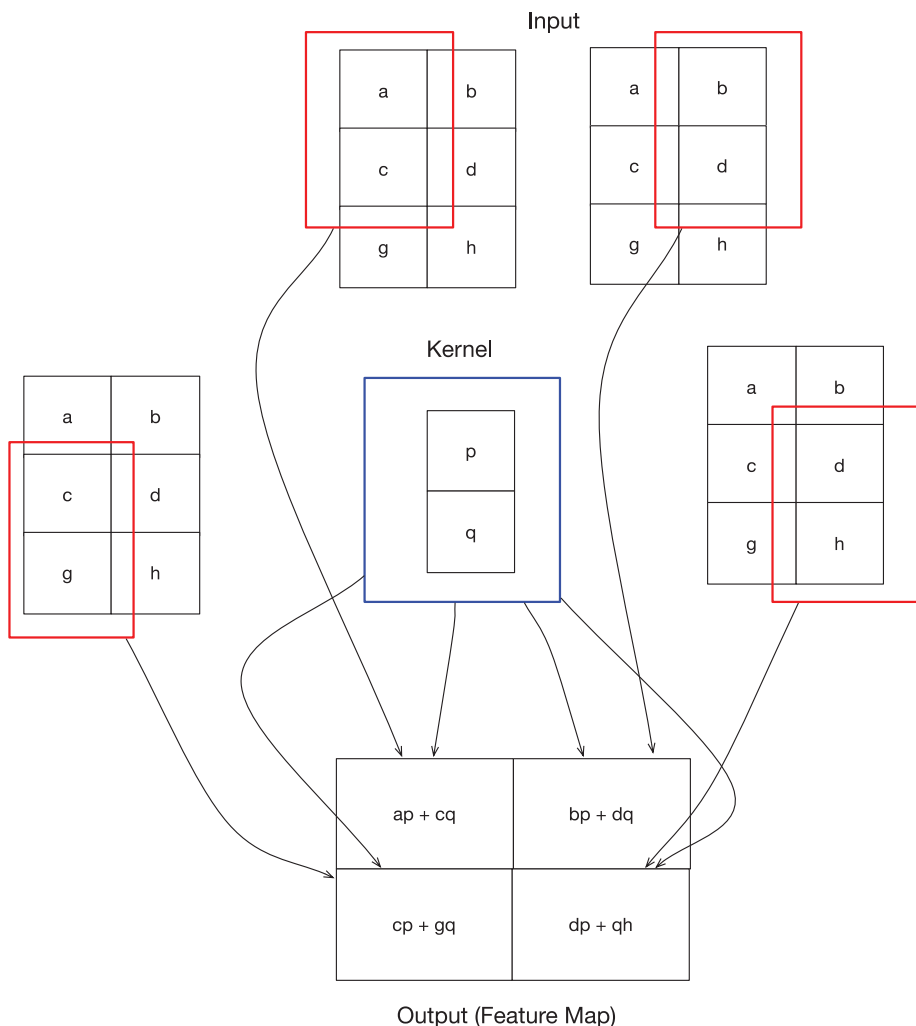 Input
a b
c d
g h
a b
c d
g h
Kernel
a b
c d
g h
p
q
a b
c d
g h
ap + cq bp + dq
cp + gq dp + qh
Output (Feature Map)